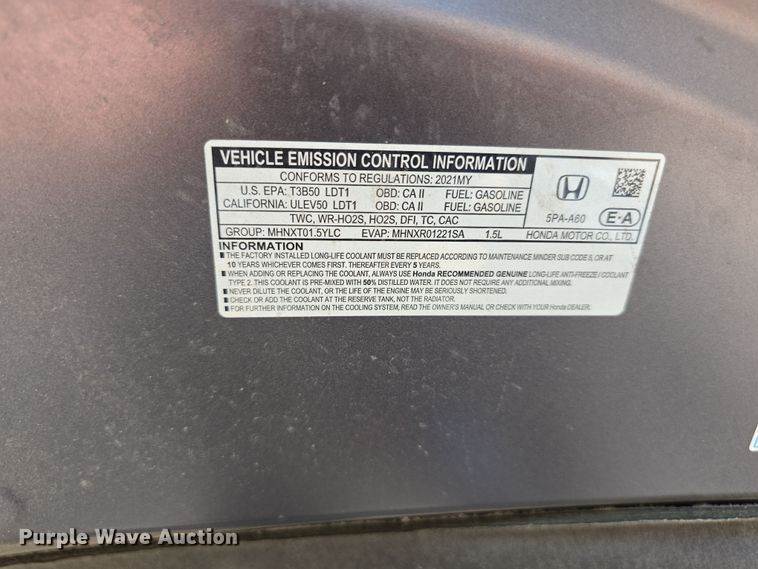 VEHICLE EMISSION CONTROL INFORMATION
CONFORMS TO REGULATIONS: 2021MY
U.S. EPA: T3B50 LDT1 OBD: CA II FUEL: GASOLINE
CALIFORNIA: ULEV50 LDT1 OBD: CA II FUEL: GASOLINE
TWC, WR-HO2S, HO2S, DFI, TC, CAC
GROUP: MHNXT01.5YLC EVAP: MHNXR01221SA 1.5L
5PA-A60 E-A
HONDA MOTOR CO., LTD.
INFORMATION
THE FACTORY INSTALLED LONG-LIFE COOLANT MUST BE REPLACED ACCORDING TO MAINTENANCE MINDER SUB CODE 5, OR AT
10 YEARS WHICHEVER COMES FIRST. THEREAFTER EVERY 5 YEARS.
WHEN ADDING OR REPLACING THE COOLANT, ALWAYS USE Honda RECOMMENDED GENUINE LONG-LIFE ANTI-FREEZE / COOLANT
TYPE 2. THIS COOLANT IS PRE-MIXED WITH 50% DISTILLED WATER. IT DOES NOT REQUIRE ANY ADDITIONAL MIXING.
NEVER DILUTE THE COOLANT, OR THE LIFE OF THE ENGINE MAY BE SERIOUSLY SHORTENED.
CHECK OR ADD THE COOLANT AT THE RESERVE TANK, NOT THE RADIATOR.
FOR FURTHER INFORMATION ON THE COOLING SYSTEM, READ THE OWNER'S MANUAL OR CHECK WITH YOUR Honda DEALER.
Purple Wave Auction